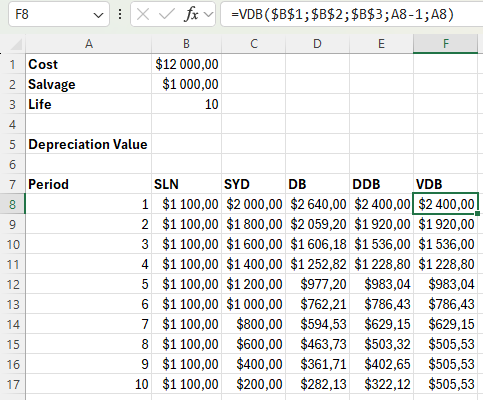 F8 fx =VDB($B$1;$B$2;$B$3;A8-1;A8)
A B C D E F
1 Cost $12 000,00
2 Salvage $1 000,00
3 Life 10
4
5 Depreciation Value
6
7 Period SLN SYD DB DDB VDB
8 1 $1 100,00 $2 000,00 $2 640,00 $2 400,00 $2 400,00
9 2 $1 100,00 $1 800,00 $2 059,20 $1 920,00 $1 920,00
10 3 $1 100,00 $1 600,00 $1 606,18 $1 536,00 $1 536,00
11 4 $1 100,00 $1 400,00 $1 252,82 $1 228,80 $1 228,80
12 5 $1 100,00 $1 200,00 $977,20 $983,04 $983,04
13 6 $1 100,00 $1 000,00 $762,21 $786,43 $786,43
14 7 $1 100,00 $800,00 $594,53 $629,15 $629,15
15 8 $1 100,00 $600,00 $463,73 $503,32 $505,53
16 9 $1 100,00 $400,00 $361,71 $402,65 $505,53
17 10 $1 100,00 $200,00 $282,13 $322,12 $505,53